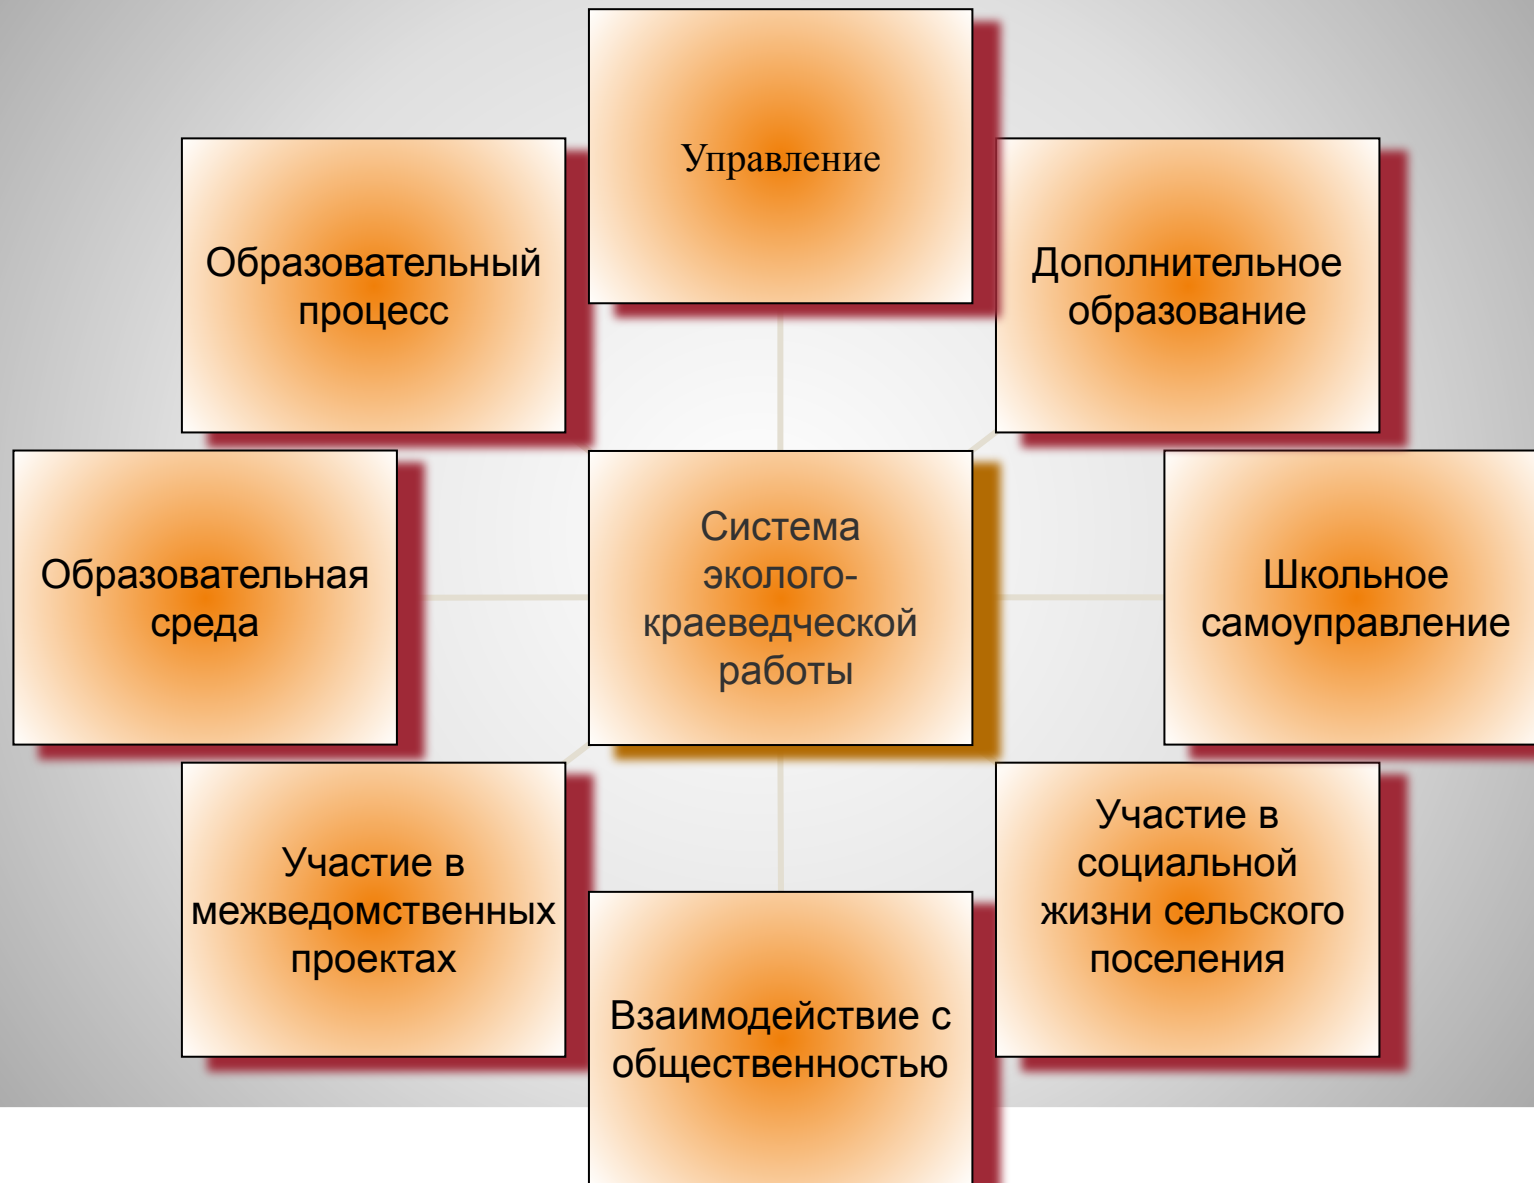 Управление
Образовательный
процесс
Дополнительное
образование
Образовательная
среда
Система
эколого-
краеведческой
работы
Школьное
самоуправление
Участие в
межведомственных
проектах
Участие в
социальной
жизни сельского
поселения
Взаимодействие с
общественностью